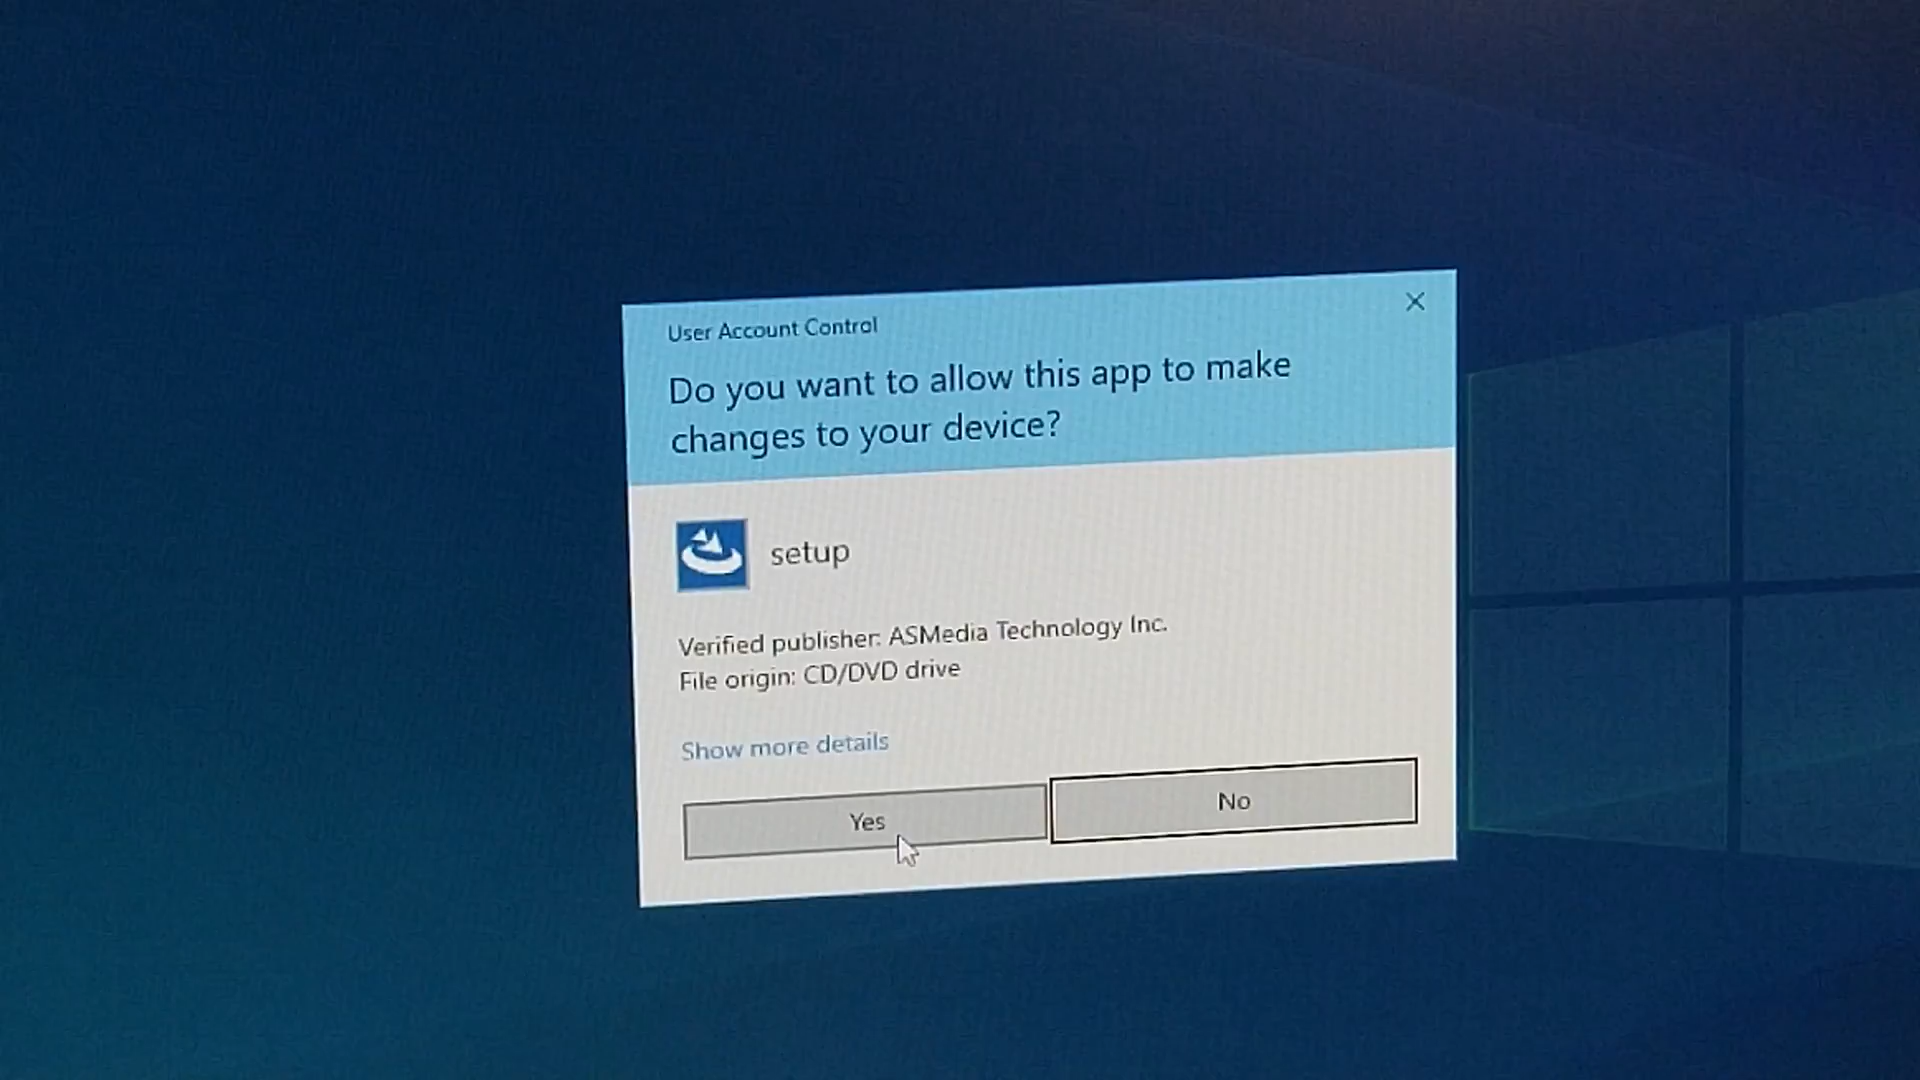 User Account Control
Do you want to allow this app to make
changes to your device?
setup
Verified publisher: ASMedia Technology Inc.
File origin: CD/DVD drive
Show more details
Yes
No